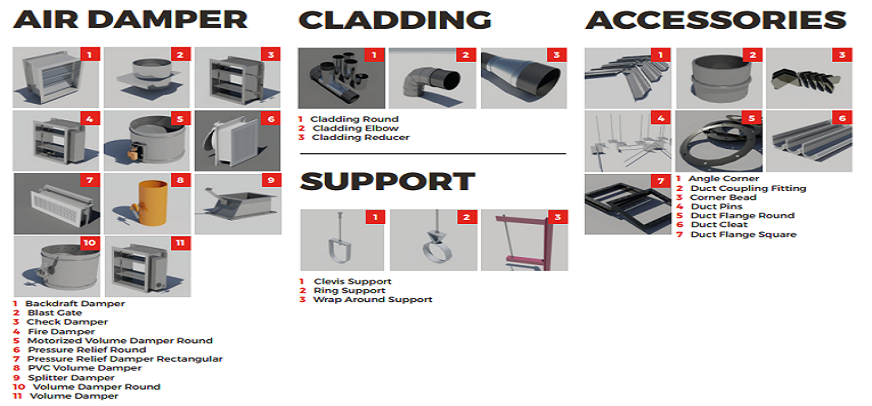 AIR DAMPER
1
2
3
4
5
6
7
8
9
10
11
1 Backdraft Damper
2 Blast Gate
3 Check Damper
4 Fire Damper
5 Motorized Volume Damper Round
6 Pressure Relief Round
7 Pressure Relief Damper Rectangular
8 PVC Volume Damper
9 Splitter Damper
10 Volume Damper Round
11 Volume Damper
CLADDING
1
2
3
1 Cladding Round
2 Cladding Elbow
3 Cladding Reducer
SUPPORT
1
2
3
1 Clevis Support
2 Ring Support
3 Wrap Around Support
ACCESSORIES
1
2
3
4
5
6
7
1 Angle Corner
2 Duct Coupling Fitting
3 Corner Bead
4 Duct Pins
5 Duct Flange Round
6 Duct Cleat
7 Duct Flange Square